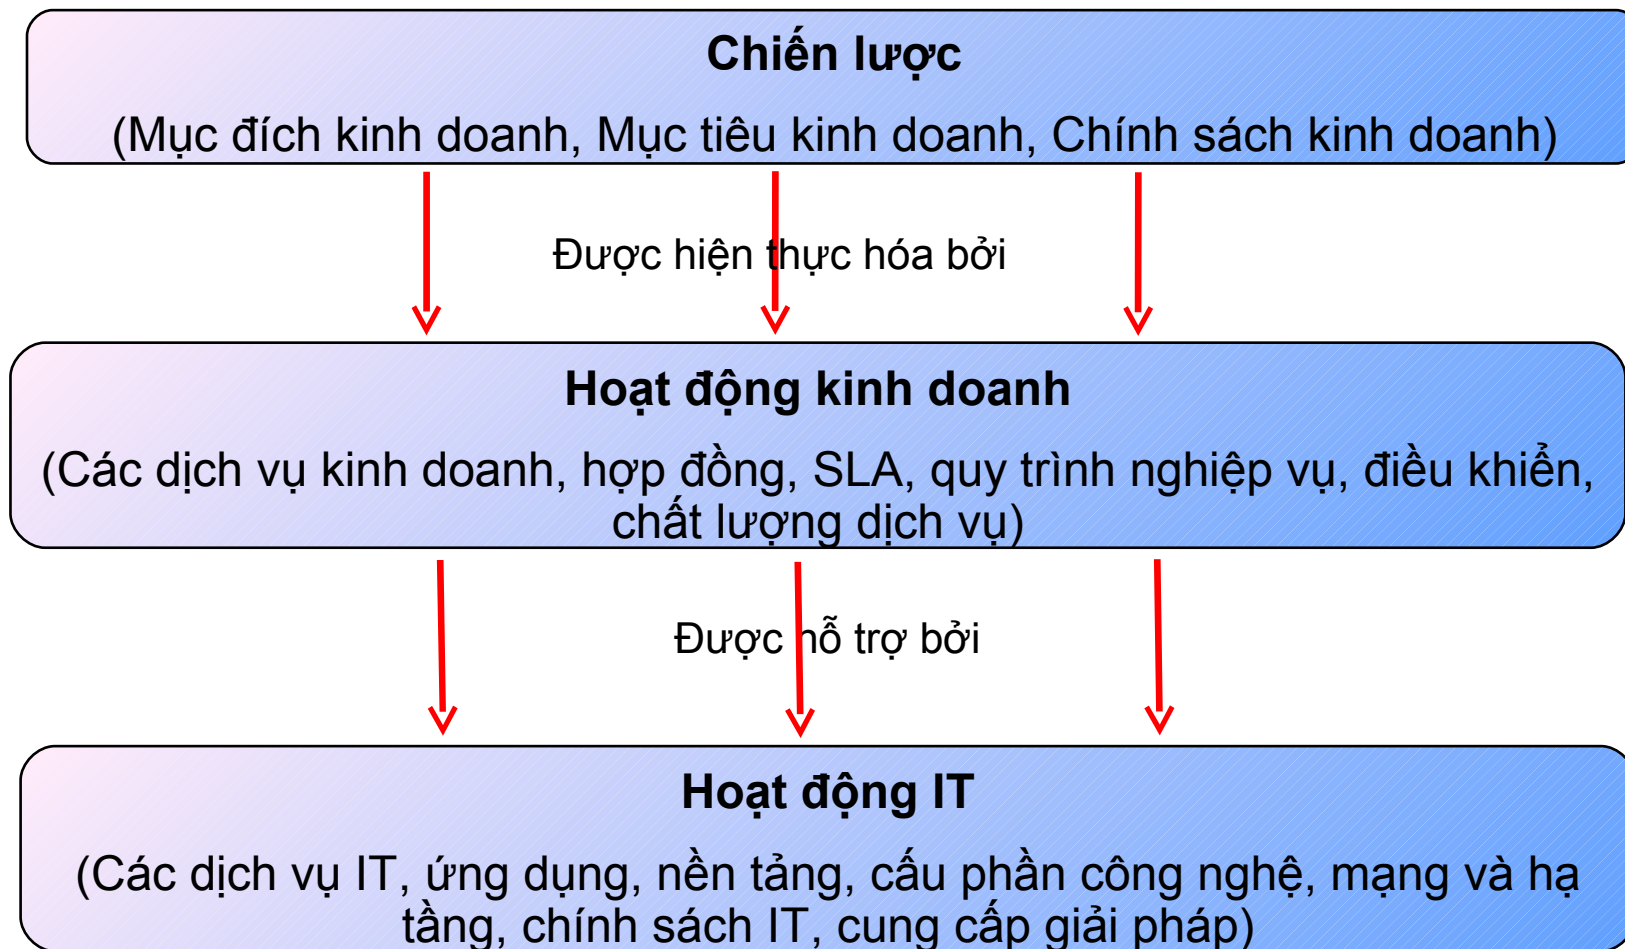 Chiến lược
(Mục đích kinh doanh, Mục tiêu kinh doanh, Chính sách kinh doanh)
Được hiện thực hóa bởi
Hoạt động kinh doanh
(Các dịch vụ kinh doanh, hợp đồng, SLA, quy trình nghiệp vụ, điều khiển,
chất lượng dịch vụ)
Được hỗ trợ bởi
Hoạt động IT
(Các dịch vụ IT, ứng dụng, nền tảng, cấu phần công nghệ, mạng và hạ
tầng, chính sách IT, cung cấp giải pháp)